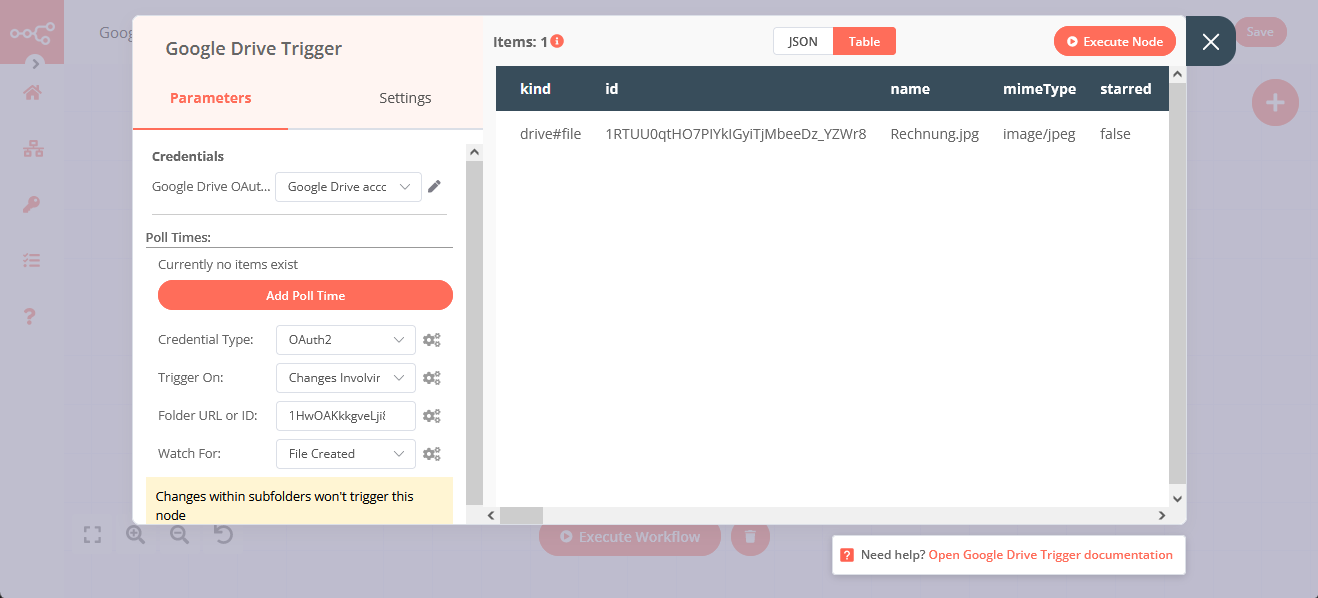 Goog
Save
Google Drive Trigger
Parameters
Settings
Credentials
Google Drive OAut...
Google Drive acco
Poll Times:
Currently no items exist
Add Poll Time
Credential Type:
OAuth2
Trigger On:
Changes Involvir
Folder URL or ID:
1HwOAKkkgveLji8
Watch For:
File Created
Changes within subfolders won't trigger this
node
Items: 1
JSON
Table
Execute Node
kind id name mimeType starred
drive#file 1RTUU0qtHO7PIYkIGyiTjMbeeDz_YZWr8 Rechnung.jpg image/jpeg false
Execute Workflow
Need help? Open Google Drive Trigger documentation